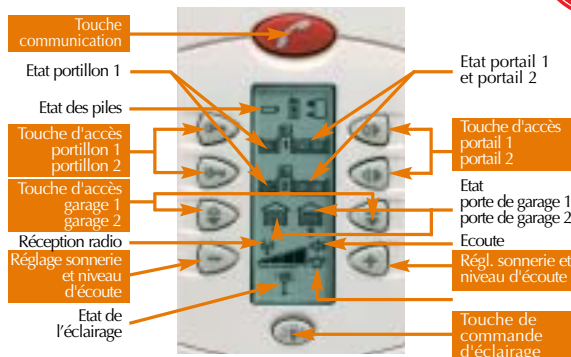 Touche
communication
Etat portillon 1
Etat des piles
Touche d'accès
portillon 1
portillon 2
Touche d'accès
garage 1
garage 2
Réception radio
Réglage sonnerie
et niveau
d'écoute
Etat de
l'éclairage
Etat portail 1
et portail 2
Touche d'accès
portail 1
portail 2
Etat
porte de garage 1
porte de garage 2
Ecoute
Régl. sonnerie et
niveau d'écoute
Touche de
commande
d'éclairage